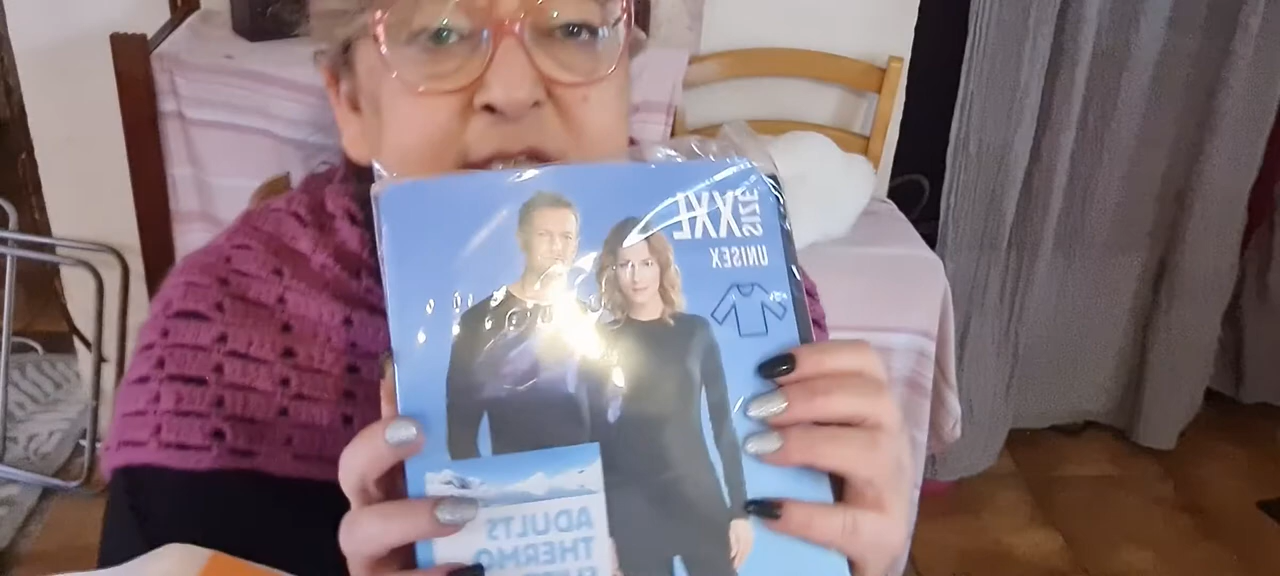 SIZE
XXL
UNISEX
ADULTS
THERMO